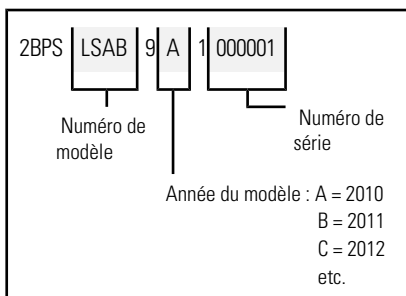 2BPS LSAB 9 A 1 000001
Numéro de
modèle
Numéro de
série
Année du modèle : A = 2010
B = 2011
C = 2012
etc.